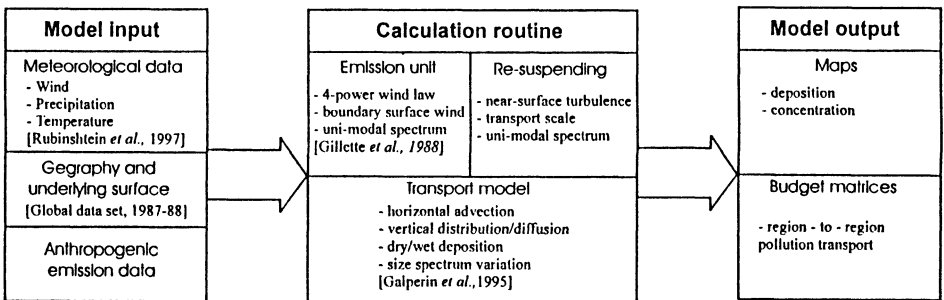 Model input
Meteorological data
- Wind
- Precipitation
- Temperature
[Rubinshtein et al., 1997]
Gegraphy and
underlying surface
[Global data set, 1987-88]
Anthropogenic
emission data
Calculation routine
Emission unit
- 4-power wind law
- boundary surface wind
- uni-modal spectrum
[Gillette et al., 1988]
Re-suspending
- near-surface turbulence
- transport scale
- uni-modal spectrum
Transport model
- horizontal advection
- vertical distribution/diffusion
- dry/wet deposition
- size spectrum variation
[Galperin et al.,1995]
Model output
Maps
- deposition
- concentration
Budget matrices
- region - to - region
pollution transport